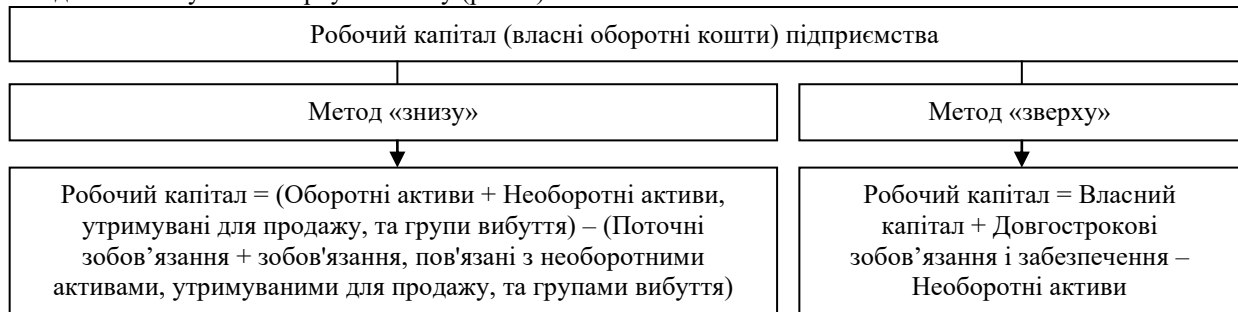 Робочий капітал (власні оборотні кошти) підприємства
Метод «знизу»
Метод «зверху»
Робочий капітал = (Оборотні активи + Необоротні активи,
утримувані для продажу, та групи вибуття) – (Поточні
зобов’язання + зобов'язання, пов'язані з необоротними
активами, утримуваними для продажу, та групами вибуття)
Робочий капітал = Власний
капітал + Довгострокові
зобов’язання і забезпечення –
Необоротні активи